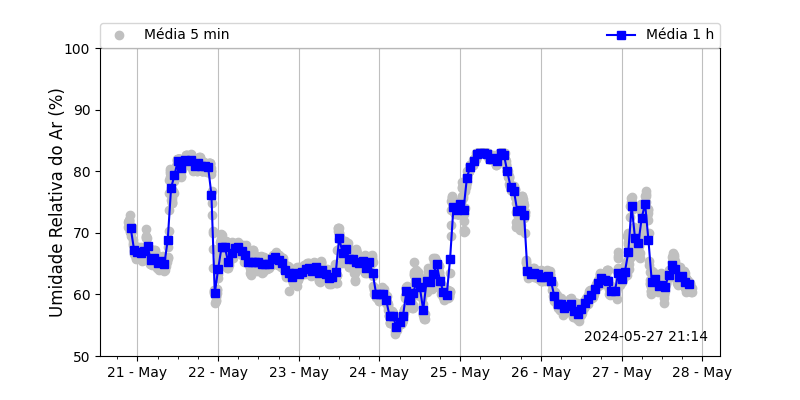 Média 5 min
Média 1 h
100
90
80
70
60
50
Umidade Relativa do Ar (%)
2024-05-27 21:14
21 - May
22 - May
23 - May
24 - May
25 - May
26 - May
27 - May
28 - May